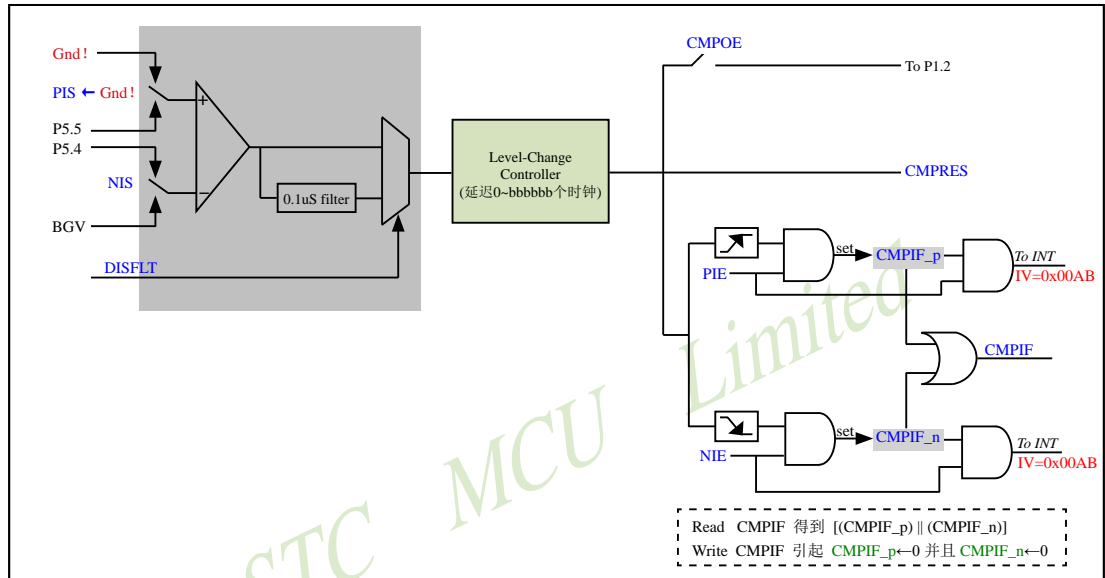 Gnd !
PIS ← Gnd !
P5.5
P5.4
NIS
BGV
DISFLT
+
−
0.1uS filter
Level-Change
Controller
(延迟0~bbbbbb个时钟)
CMPOE
To P1.2
CMPRES
PIE
set
CMPIF_p
To INT
IV=0x00AB
CMPIF
NIE
set
CMPIF_n
To INT
IV=0x00AB
STC MCU Limited
Read CMPIF 得到 [(CMPIF_p) || (CMPIF_n)]
Write CMPIF 引起 CMPIF_p←0 并且 CMPIF_n←0